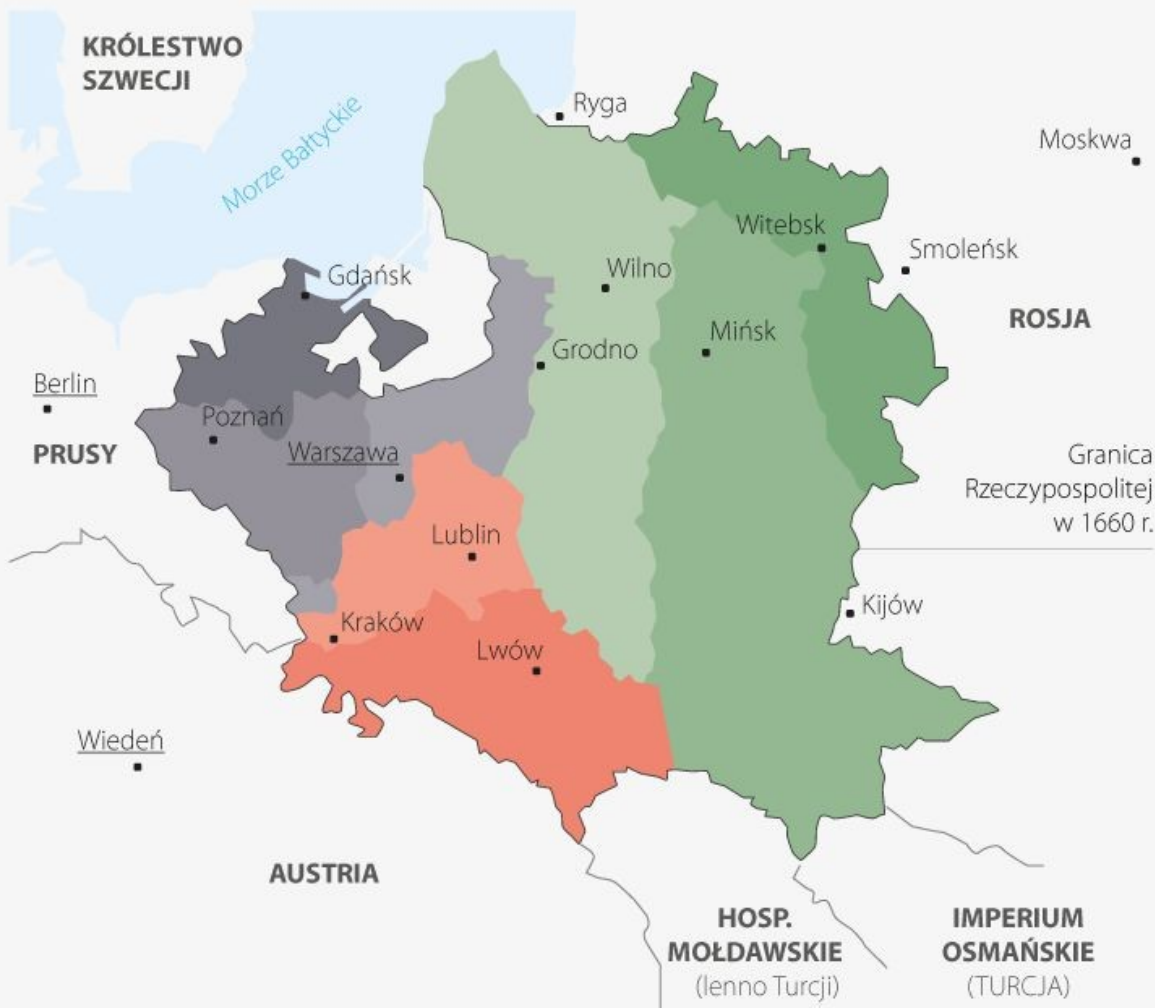 KRÓLESTWO
SZWECJI
Morze Bałtyckie
Ryga
Moskwa
Gdańsk
Witebsk
Wilno
Smoleńsk
ROSJA
Mińsk
Grodno
Berlin
Poznań
PRUSY
Warszawa
Granica
Rzeczypospolitej
w 1660 r.
Lublin
Kraków
Kijów
Lwów
Wiedeń
AUSTRIA
HOSP.
MOŁDAWSKIE
(lenno Turcji)
IMPERIUM
OSMAŃSKIE
(TURCJA)